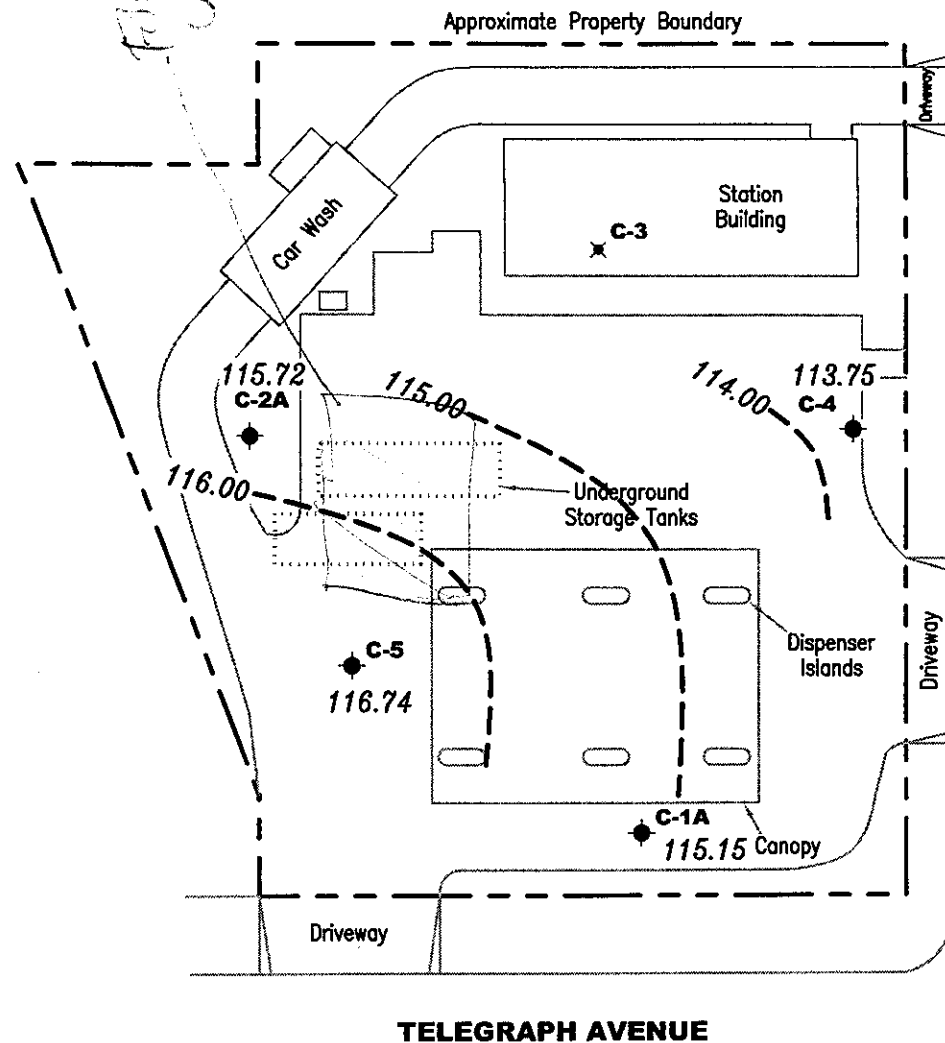 Approximate Property Boundary
Driveway
Car Wash
Station
Building
C-3
115.72
C-2A
115.00
114.00
113.75
C-4
116.00
Underground
Storage Tanks
Dispenser
Islands
Driveway
C-5
116.74
C-1A
115.15
Canopy
Driveway
TELEGRAPH AVENUE